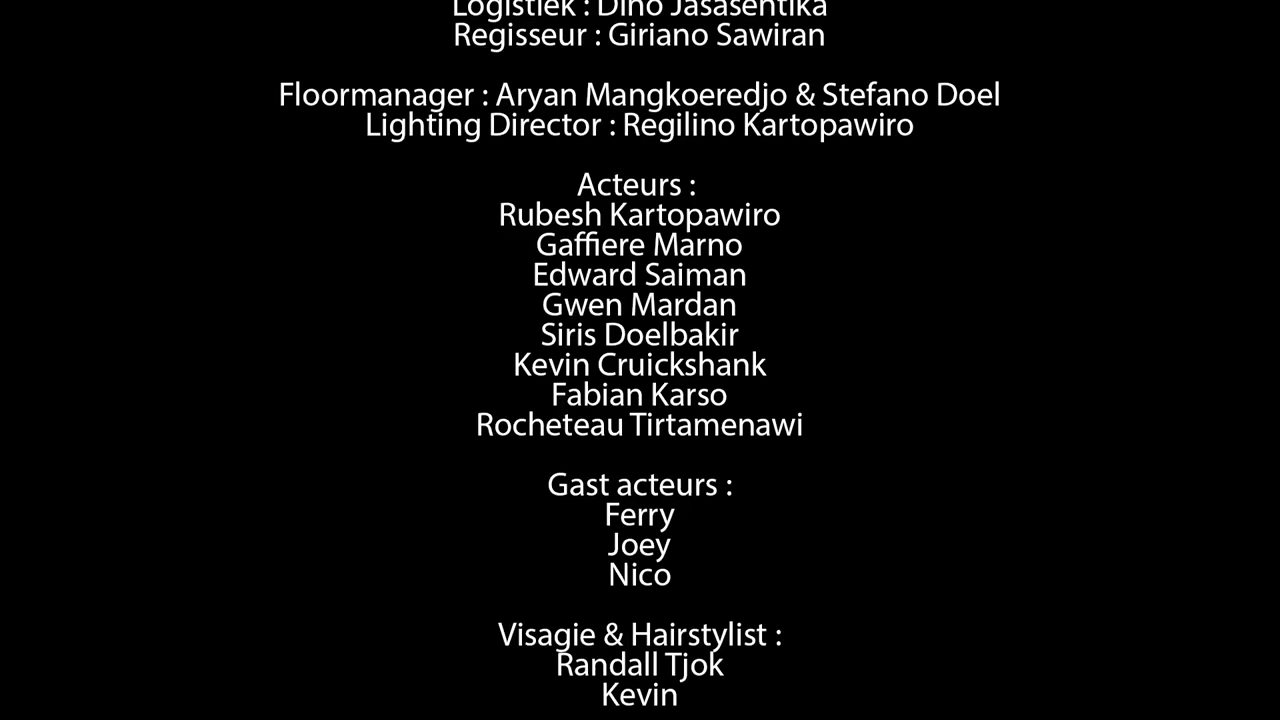 Logistiek : Dino Jasasentika
Regisseur : Giriano Sawiran
Floormanager : Aryan Mangkoeredjo & Stefano Doel
Lighting Director : Regilino Kartopawiro
Acteurs :
Rubesh Kartopawiro
Gaffiere Marno
Edward Saiman
Gwen Mardan
Siris Doelbakir
Kevin Cruickshank
Fabian Karso
Rocheteau Tirtamenawi
Gast acteurs :
Ferry
Joey
Nico
Visagie & Hairstylist :
Randall Tjok
Kevin